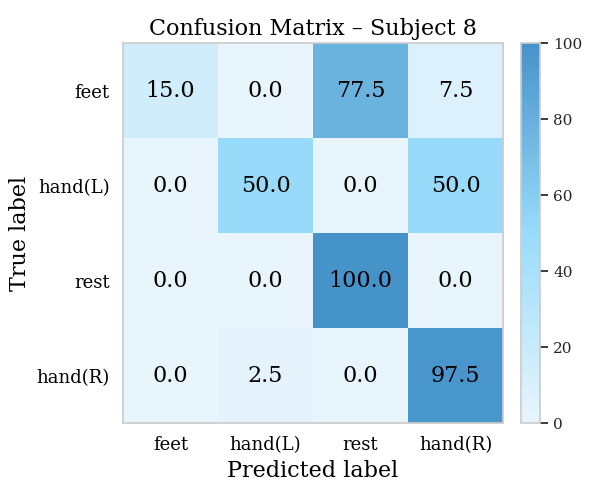 Confusion Matrix – Subject 8
True label
feet 15.0 0.0 77.5 7.5
hand(L) 0.0 50.0 0.0 50.0
rest 0.0 0.0 100.0 0.0
hand(R) 0.0 2.5 0.0 97.5
feet hand(L) rest hand(R)
Predicted label
100
80
60
40
20
0